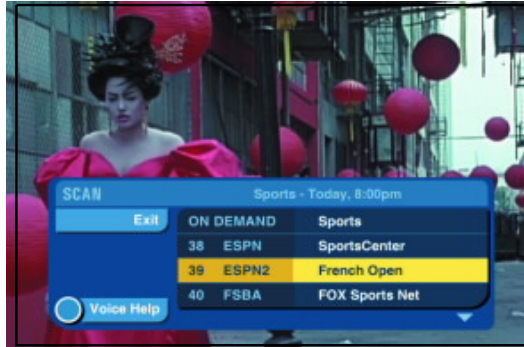 SCAN Sports - Today, 8:00pm
Exit ON DEMAND Sports
38 ESPN SportsCenter
39 ESPN2 French Open
40 FSBA FOX Sports Net
Voice Help